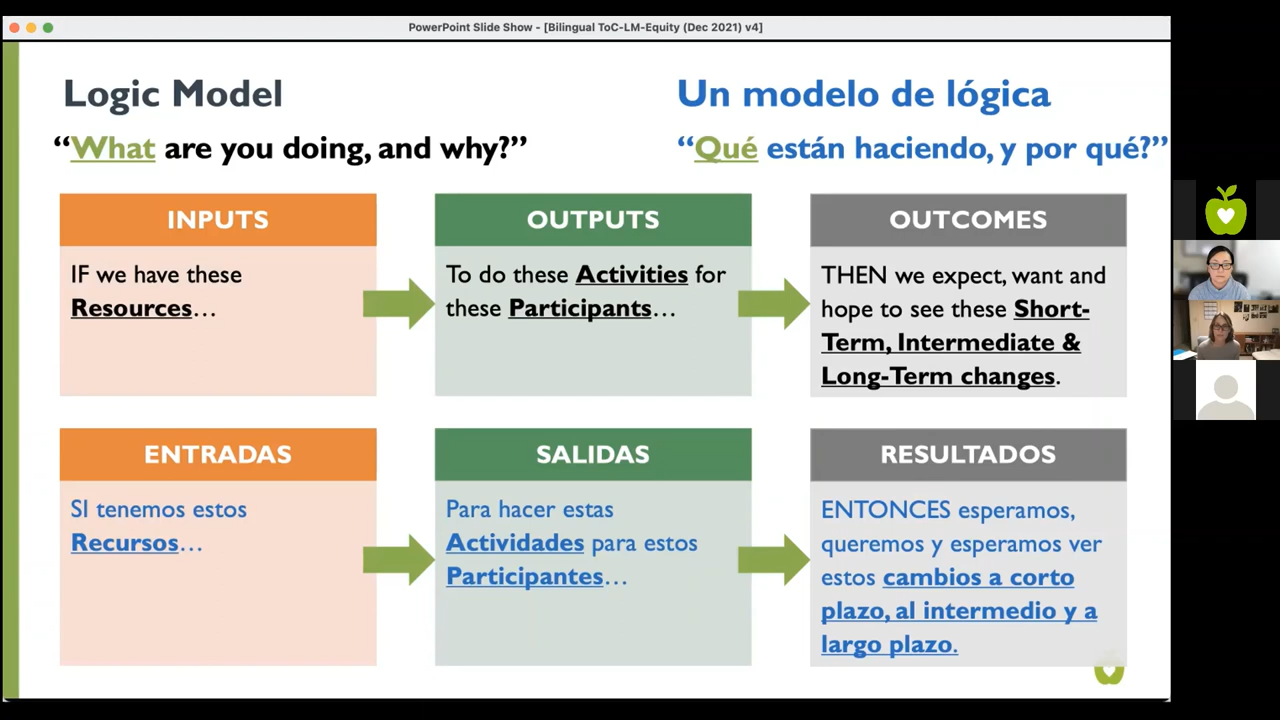 PowerPoint Slide Show - [Bilingual ToC-LM-Equity (Dec 2021) v4]
Logic Model
“What are you doing, and why?”
Un modelo de lógica
“Qué están haciendo, y por qué?”
INPUTS
IF we have these
Resources…
OUTPUTS
To do these Activities for
these Participants…
OUTCOMES
THEN we expect, want and
hope to see these Short-
Term, Intermediate &
Long-Term changes.
ENTRADAS
SI tenemos estos
Recursos…
SALIDAS
Para hacer estas
Actividades para estos
Participantes…
RESULTADOS
ENTONCES esperamos,
queremos y esperamos ver
estos cambios a corto
plazo, al intermedio y a
largo plazo.